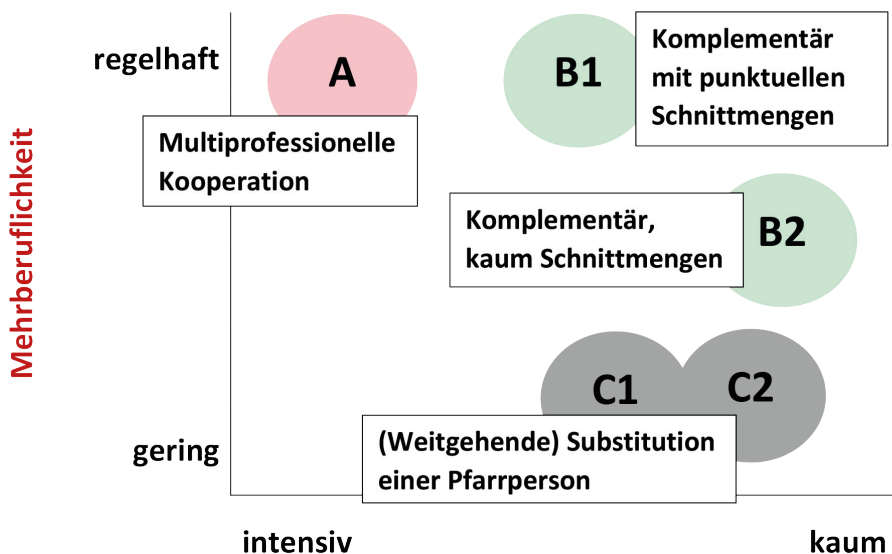 regelhaft
A
B1
Komplementär
mit punktuellen
Schnittmengen
Multiprofessionelle
Kooperation
Mehrberuflichkeit
Komplementär,
kaum Schnittmengen
B2
C1
C2
(Weitgehende) Substitution
einer Pfarrperson
gering
intensiv
kaum